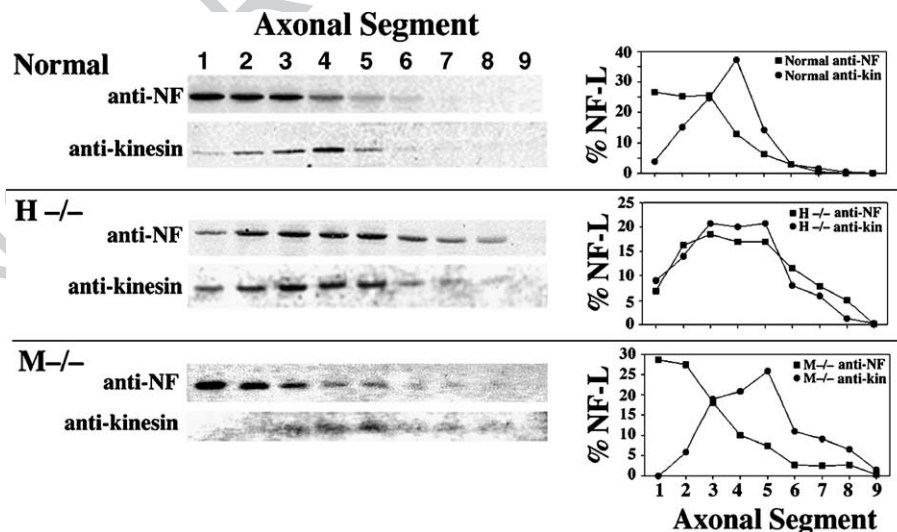 Axonal Segment
1 2 3 4 5 6 7 8 9
Normal
anti-NF
anti-kinesin
% NF-L
40
30
20
10
0
Normal anti-NF
Normal anti-kin
H –/–
anti-NF
anti-kinesin
% NF-L
25
20
15
10
5
0
H –/– anti-NF
H –/– anti-kin
M–/–
anti-NF
anti-kinesin
% NF-L
30
25
20
15
10
5
0
M–/– anti-NF
M–/– anti-kin
1 2 3 4 5 6 7 8 9
Axonal Segment